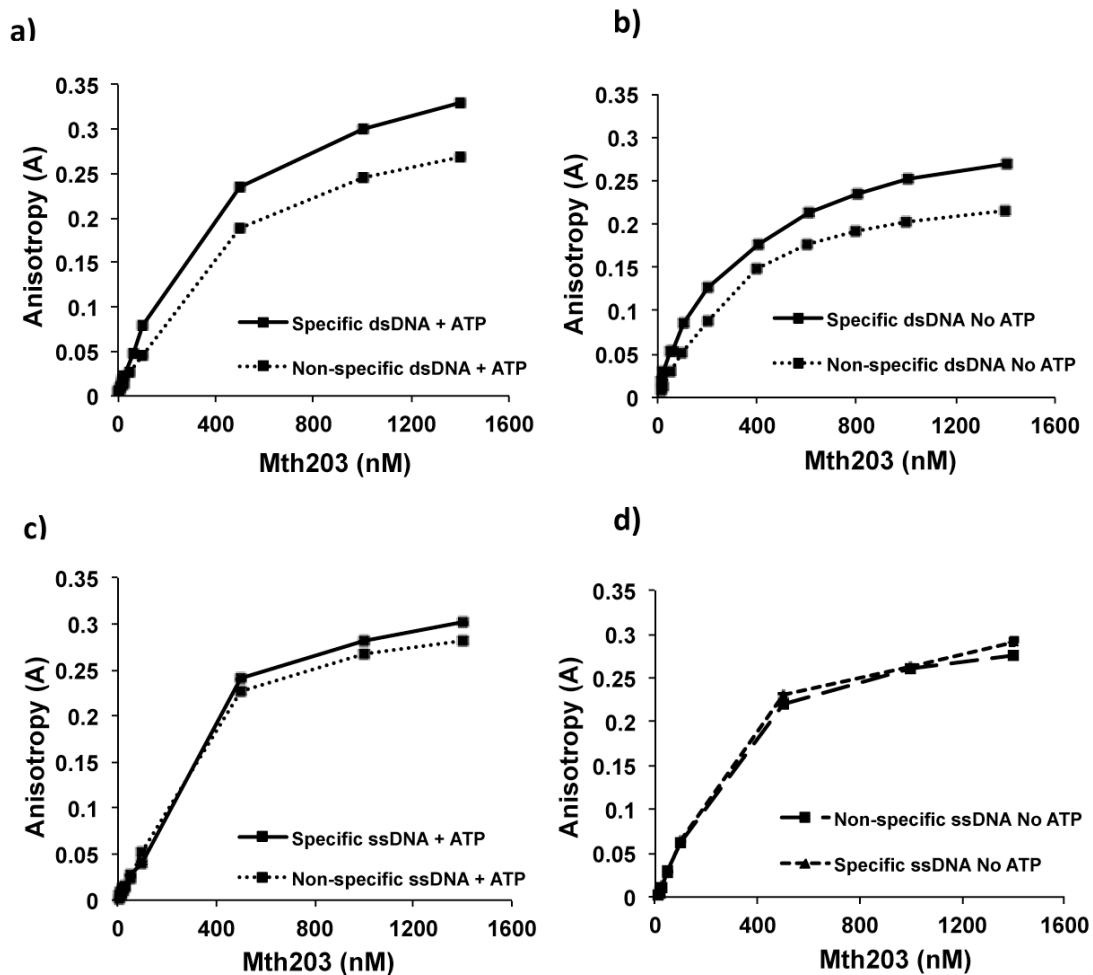 a)
0.35
0.3
0.25
0.2
0.15
0.1
0.05
0
Anisotropy (A)
Specific dsDNA + ATP
Non-specific dsDNA + ATP
0 400 800 1200 1600
Mth203 (nM)
b)
0.35
0.3
0.25
0.2
0.15
0.1
0.05
0
Anisotropy (A)
Specific dsDNA No ATP
Non-specific dsDNA No ATP
0 400 800 1200 1600
Mth203 (nM)
c)
0.35
0.3
0.25
0.2
0.15
0.1
0.05
0
Anisotropy (A)
Specific ssDNA + ATP
Non-specific ssDNA + ATP
0 400 800 1200 1600
Mth203 (nM)
d)
0.35
0.3
0.25
0.2
0.15
0.1
0.05
0
Anisotropy (A)
Non-specific ssDNA No ATP
Specific ssDNA No ATP
0 400 800 1200 1600
Mth203 (nM)